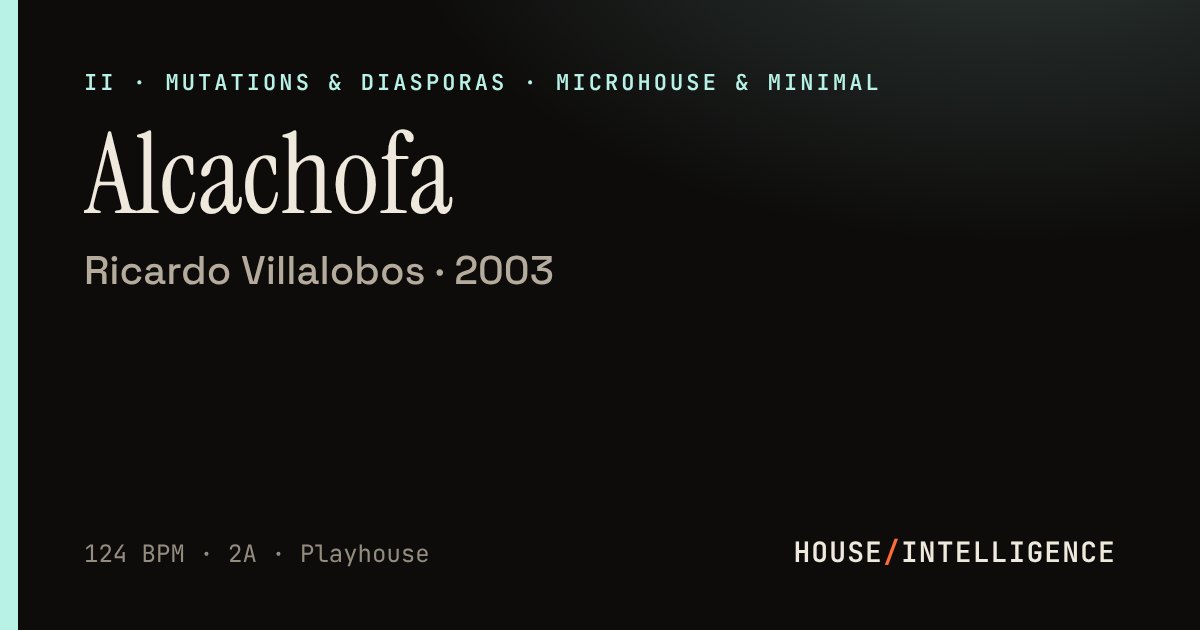 II · MUTATIONS & DIASPORAS · MICROHOUSE & MINIMAL
Alcachofa
Ricardo Villalobos · 2003
124 BPM · 2A · Playhouse
HOUSE/INTELLIGENCE